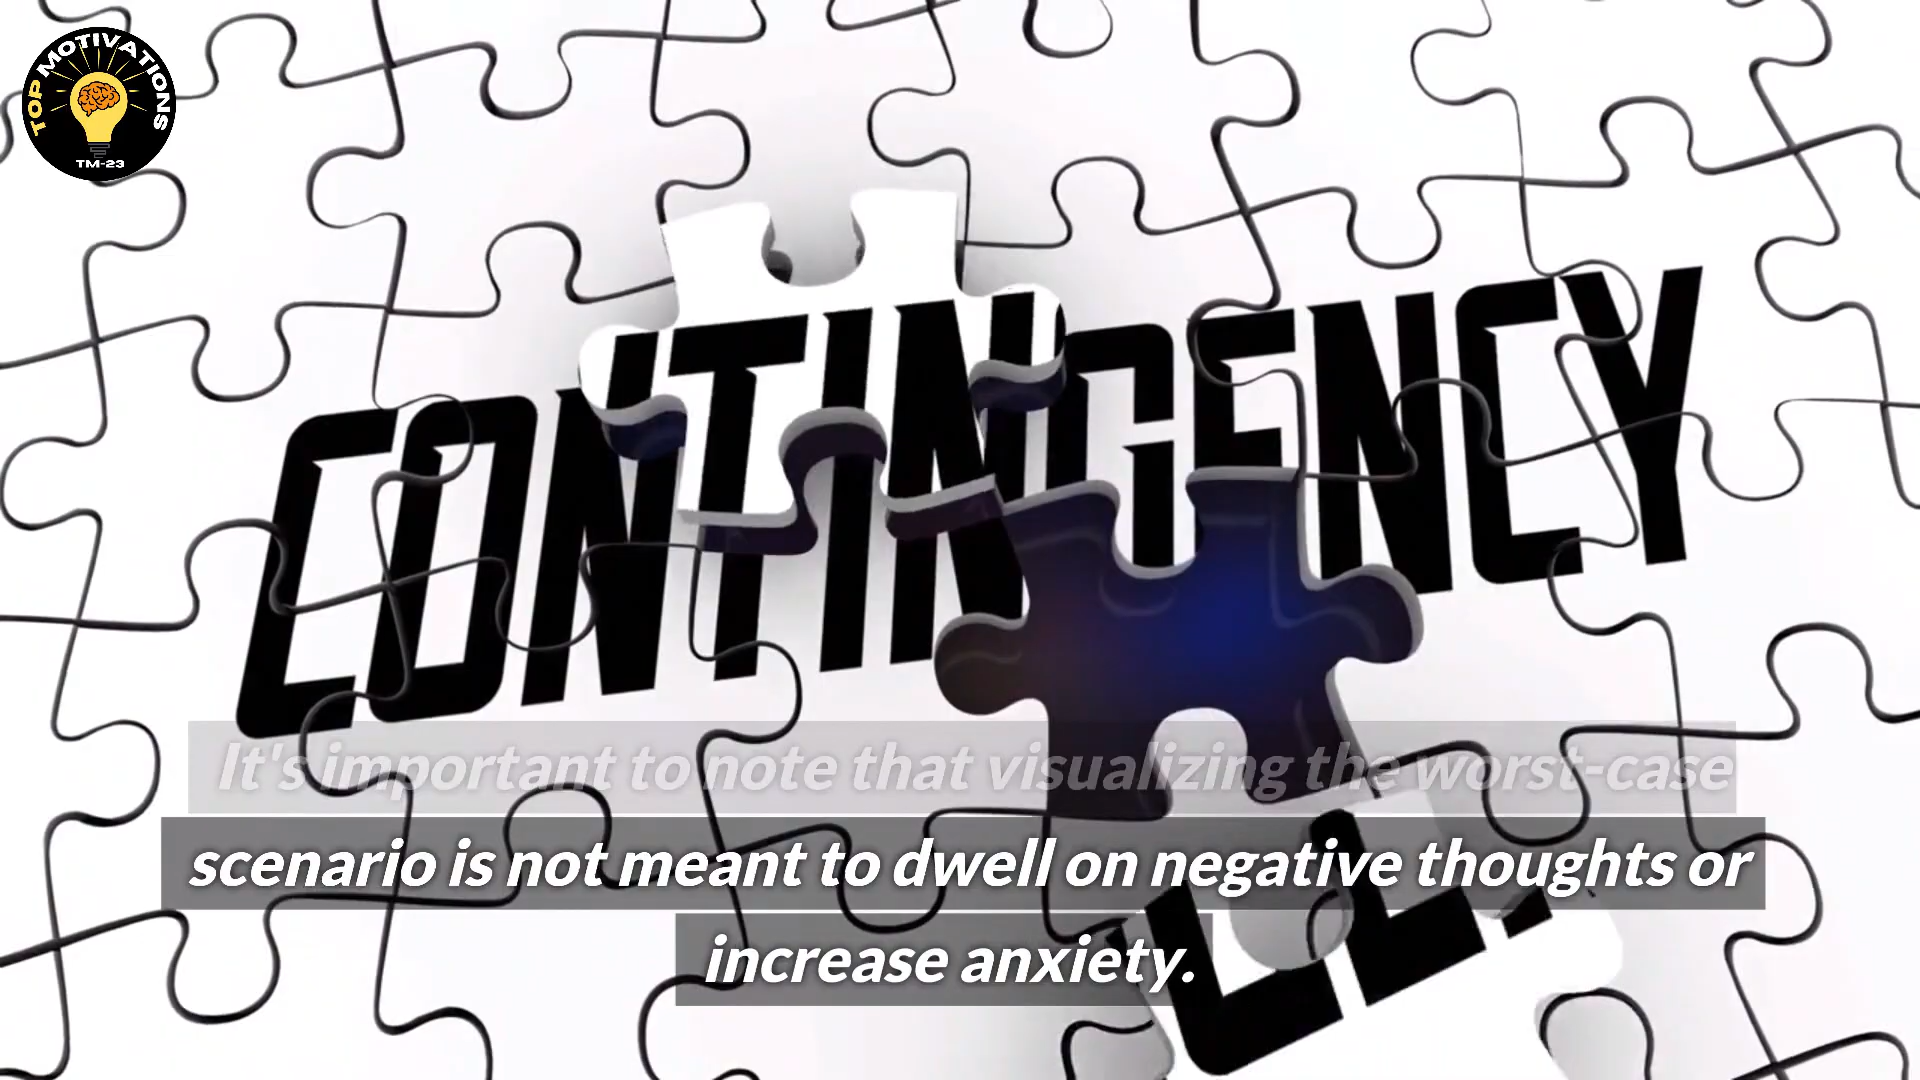 TOP MOTIVATIONS
TM-23
CONTINGENCY
It's important to note that visualizing the worst-case
scenario is not meant to dwell on negative thoughts or
increase anxiety.